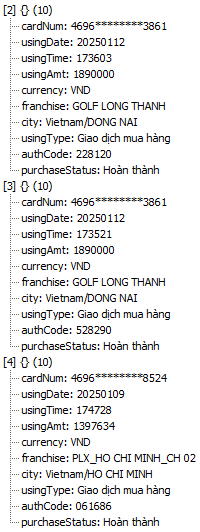 [2] {} (10)
cardNum: 4696********3861
usingDate: 20250112
usingTime: 173603
usingAmt: 1890000
currency: VND
franchise: GOLF LONG THANH
city: Vietnam/DONG NAI
usingType: Giao dịch mua hàng
authCode: 228120
purchaseStatus: Hoàn thành
[3] {} (10)
cardNum: 4696********3861
usingDate: 20250112
usingTime: 173521
usingAmt: 1890000
currency: VND
franchise: GOLF LONG THANH
city: Vietnam/DONG NAI
usingType: Giao dịch mua hàng
authCode: 528290
purchaseStatus: Hoàn thành
[4] {} (10)
cardNum: 4696********8524
usingDate: 20250109
usingTime: 174728
usingAmt: 1397634
currency: VND
franchise: PLX_HO CHI MINH_CH 02
city: Vietnam/HO CHI MINH
usingType: Giao dịch mua hàng
authCode: 061686
purchaseStatus: Hoàn thành